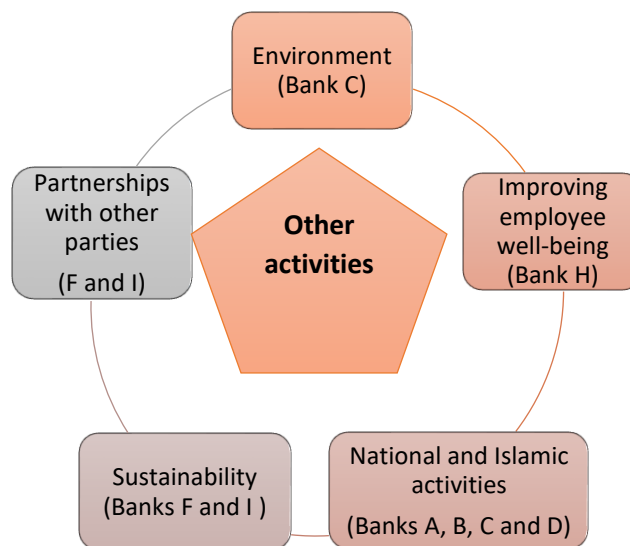 Environment
(Bank C)
Improving
employee
well-being
(Bank H)
National and Islamic
activities
(Banks A, B, C and D)
Sustainability
(Banks F and I )
Partnerships
with other
parties
(F and I)
Other
activities